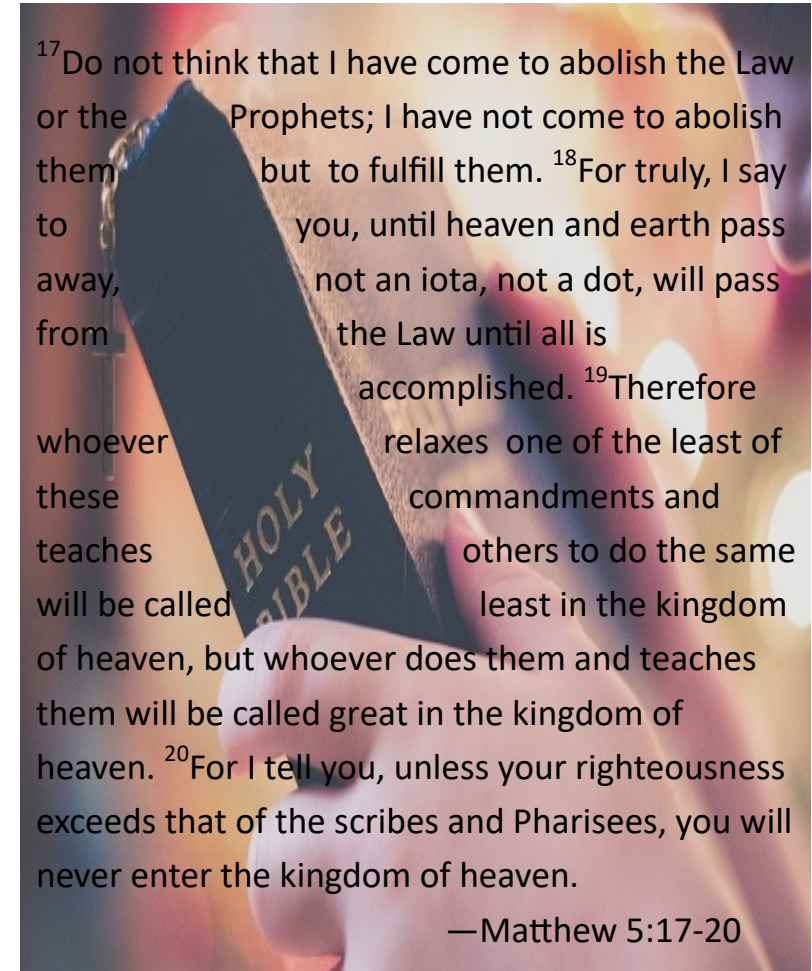 ¹⁷Do not think that I have come to abolish the Law
or the Prophets; I have not come to abolish
them but to fulfill them. ¹⁸For truly, I say
to you, until heaven and earth pass
away, not an iota, not a dot, will pass
from the Law until all is
accomplished. ¹⁹Therefore
whoever relaxes one of the least of
these commandments and
teaches others to do the same
will be called least in the kingdom
of heaven, but whoever does them and teaches
them will be called great in the kingdom of
heaven. ²⁰For I tell you, unless your righteousness
exceeds that of the scribes and Pharisees, you will
never enter the kingdom of heaven.
—Matthew 5:17-20
HOLY
BIBLE